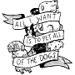 ALL I WANT
IS TO PET ALL
OF THE DOGS